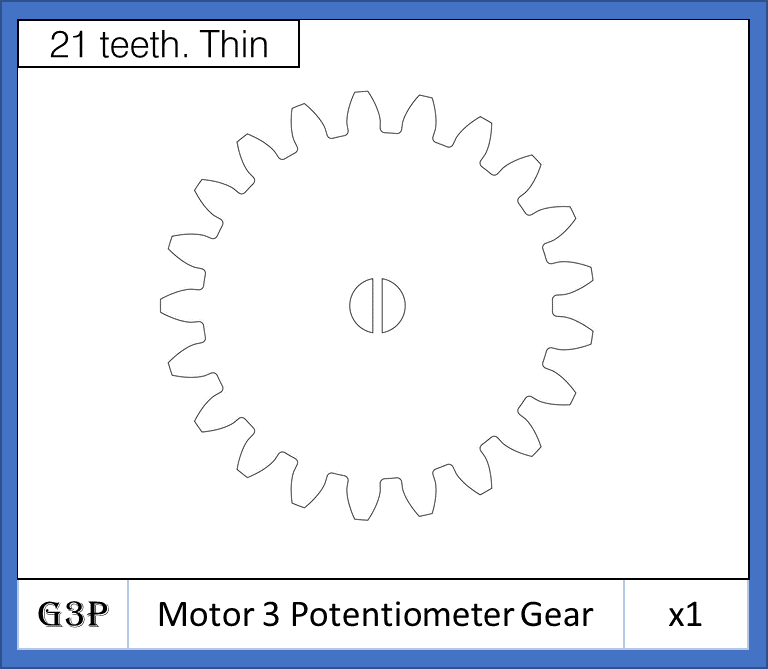 21 teeth. Thin
G3P
Motor 3 Potentiometer Gear
x1